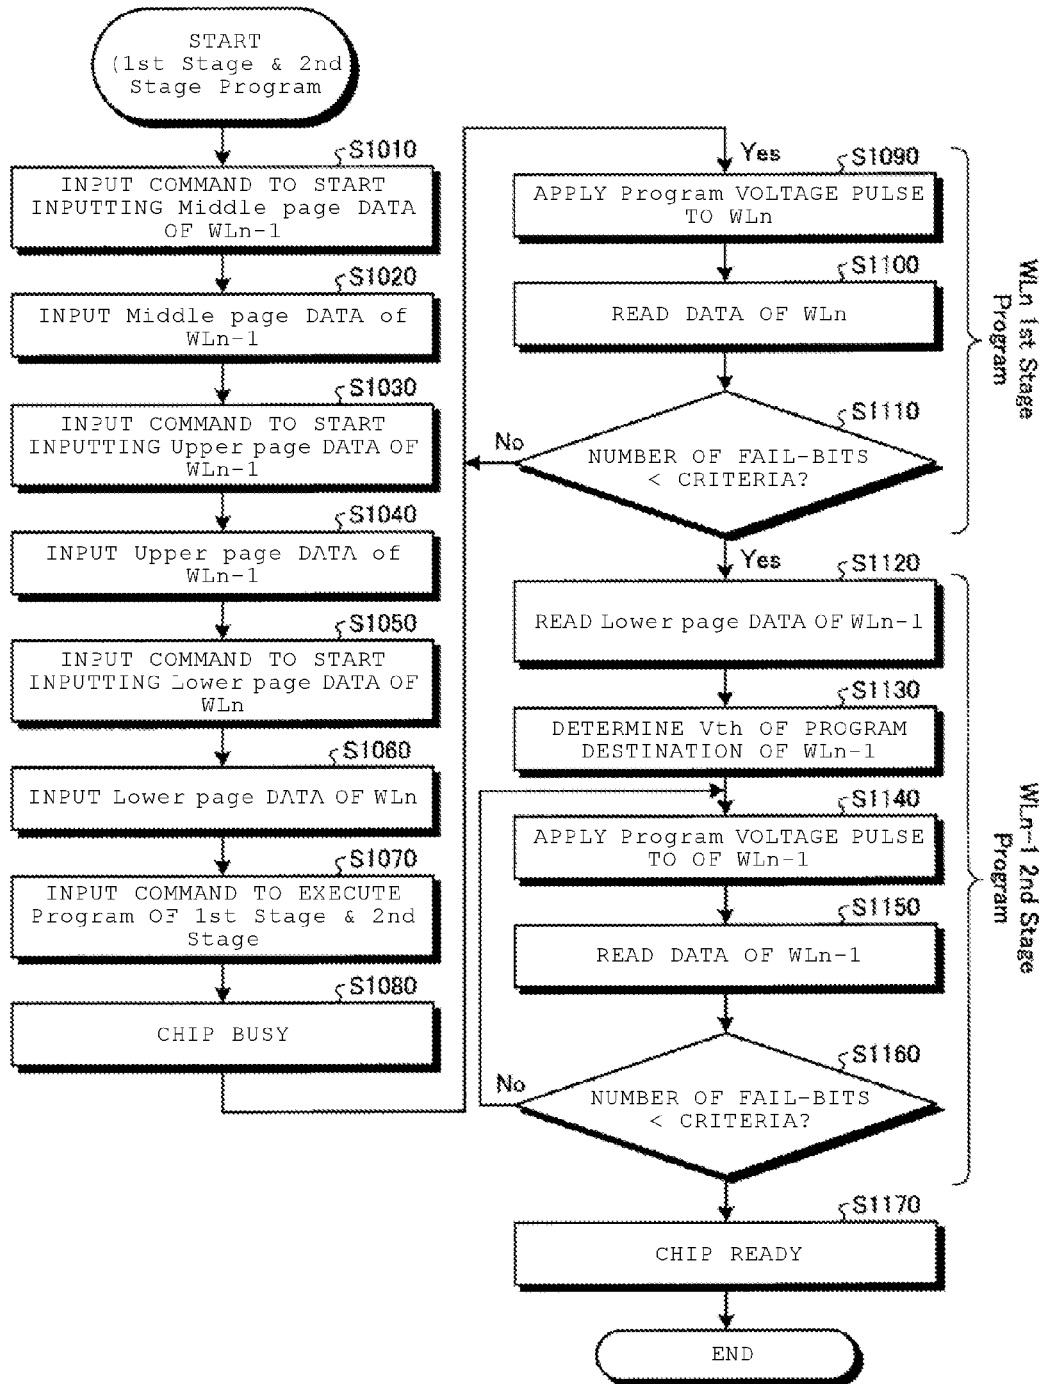 START
(1st Stage & 2nd
Stage Program
S1010
INPUT COMMAND TO START
INPUTTING Middle page DATA
OF WLn-1
S1020
INPUT Middle page DATA of
WLn-1
S1030
INPUT COMMAND TO START
INPUTTING Upper page DATA OF
WLn-1
S1040
INPUT Upper page DATA of
WLn-1
S1050
INPUT COMMAND TO START
INPUTTING Lower page DATA OF
WLn
S1060
INPUT Lower page DATA OF WLn
S1070
INPUT COMMAND TO EXECUTE
Program OF 1st Stage & 2nd
Stage
S1080
CHIP BUSY
Yes
S1090
APPLY Program VOLTAGE PULSE
TO WLn
S1100
READ DATA OF WLn
S1110
No
NUMBER OF FAIL-BITS
< CRITERIA?
Yes
WLn 1st Stage
Program
S1120
READ Lower page DATA OF WLn-1
S1130
DETERMINE Vth OF PROGRAM
DESTINATION OF WLn-1
S1140
APPLY Program VOLTAGE PULSE
TO OF WLn-1
S1150
READ DATA OF WLn-1
S1160
No
NUMBER OF FAIL-BITS
< CRITERIA?
WLn-1 2nd Stage
Program
S1170
CHIP READY
END